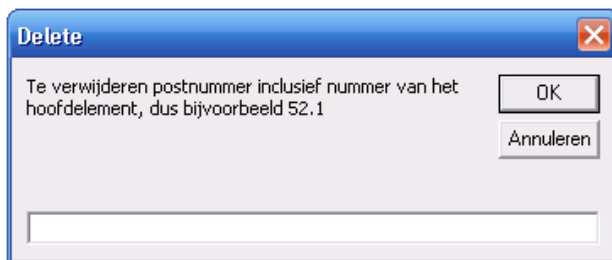 Delete
Te verwijderen postnummer inclusief nummer van het
hoofdelement, dus bijvoorbeeld 52.1
OK
Annuleren